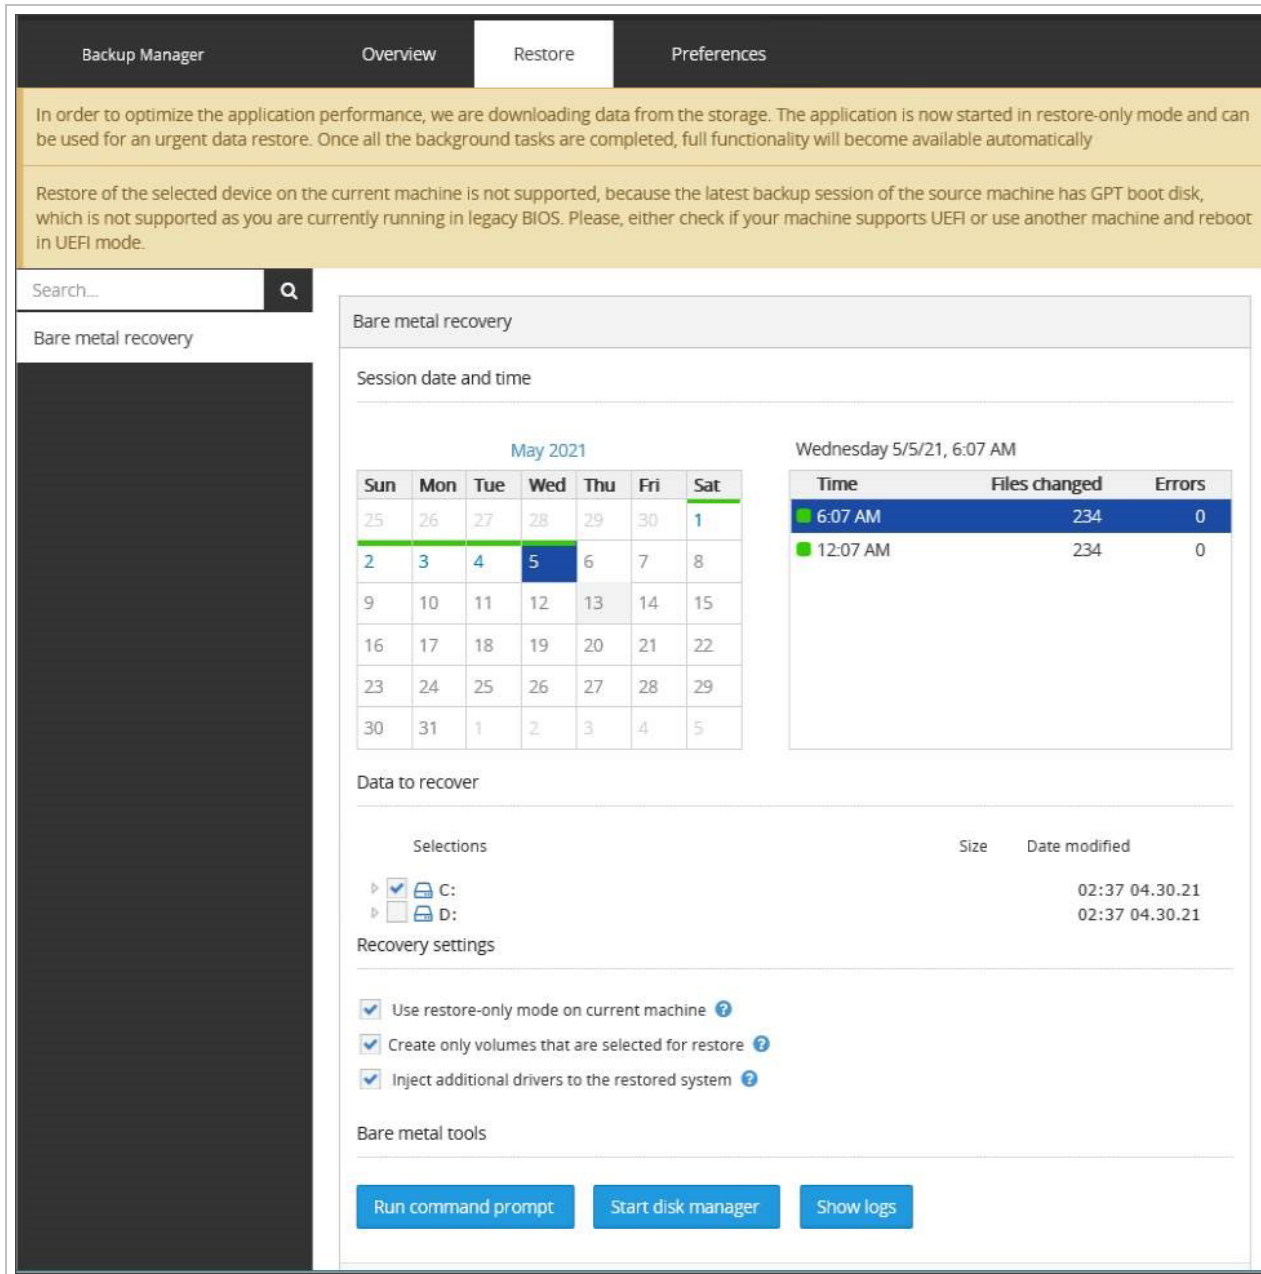 Backup Manager Overview Restore Preferences
In order to optimize the application performance, we are downloading data from the storage. The application is now started in restore-only mode and can
be used for an urgent data restore. Once all the background tasks are completed, full functionality will become available automatically
Restore of the selected device on the current machine is not supported, because the latest backup session of the source machine has GPT boot disk,
which is not supported as you are currently running in legacy BIOS. Please, either check if your machine supports UEFI or use another machine and reboot
in UEFI mode.
Search...
Bare metal recovery
Bare metal recovery
Session date and time
May 2021
Sun Mon Tue Wed Thu Fri Sat
25 26 27 28 29 30 1
2 3 4 5 6 7 8
9 10 11 12 13 14 15
16 17 18 19 20 21 22
23 24 25 26 27 28 29
30 31 1 2 3 4 5
Wednesday 5/5/21, 6:07 AM
Time Files changed Errors
6:07 AM 234 0
12:07 AM 234 0
Data to recover
Selections Size Date modified
C: 02:37 04.30.21
D: 02:37 04.30.21
Recovery settings
Use restore-only mode on current machine ?
Create only volumes that are selected for restore ?
Inject additional drivers to the restored system ?
Bare metal tools
Run command prompt Start disk manager Show logs